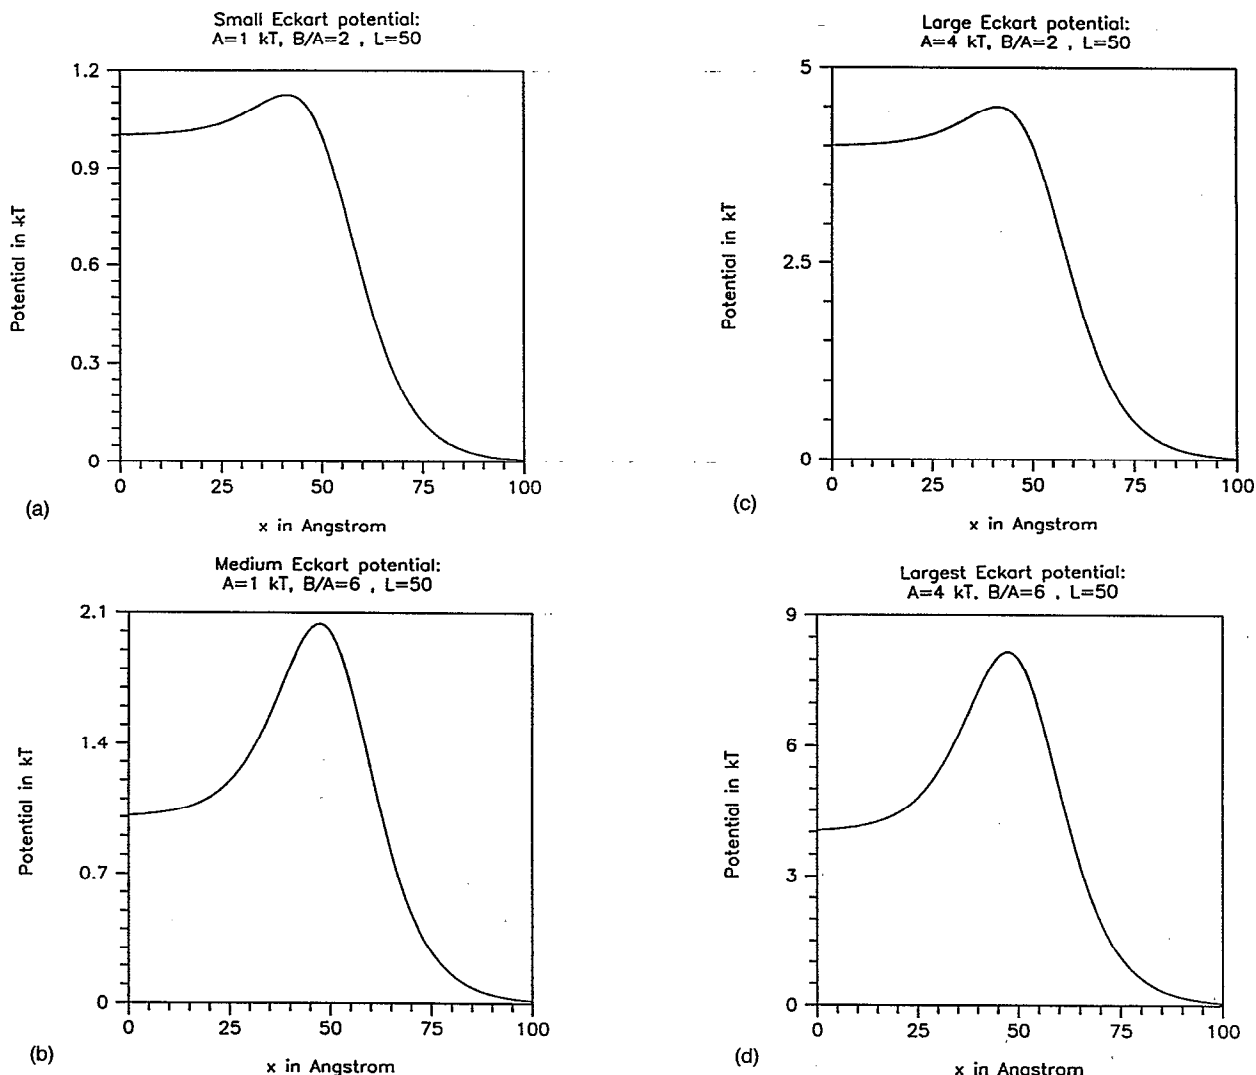 Small Eckart potential:
A=1 kT, B/A=2 , L=50
1.2
0.9
0.6
0.3
0
Potential in kT
0 25 50 75 100
x in Angstrom
(a)
Medium Eckart potential:
A=1 kT, B/A=6 , L=50
2.1
1.4
0.7
0
Potential in kT
0 25 50 75 100
x in Angstrom
(b)
Large Eckart potential:
A=4 kT, B/A=2 , L=50
5
2.5
0
Potential in kT
0 25 50 75 100
x in Angstrom
(c)
Largest Eckart potential:
A=4 kT, B/A=6 , L=50
9
6
3
0
Potential in kT
0 25 50 75 100
x in Angstrom
(d)